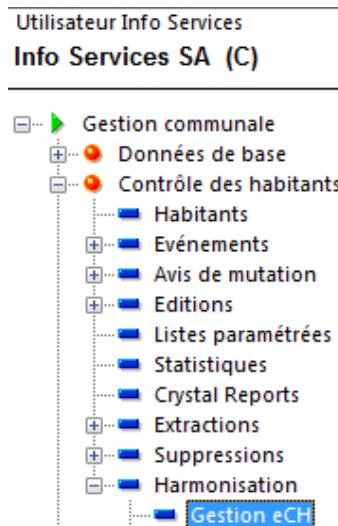 Utilisateur Info Services
Info Services SA (C)
Gestion communale
Données de base
Contrôle des habitants
Habitants
Evénements
Avis de mutation
Editions
Listes paramétrées
Statistiques
Crystal Reports
Extractions
Suppressions
Harmonisation
Gestion eCH